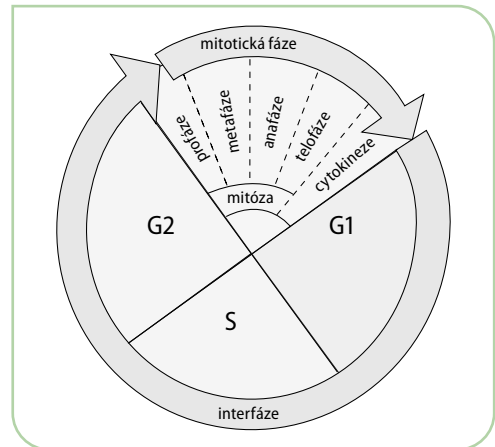 mitotická fáze
profáze
metafáze
anafáze
telofáze
cytokineze
mitóza
G2
G1
S
interfáze